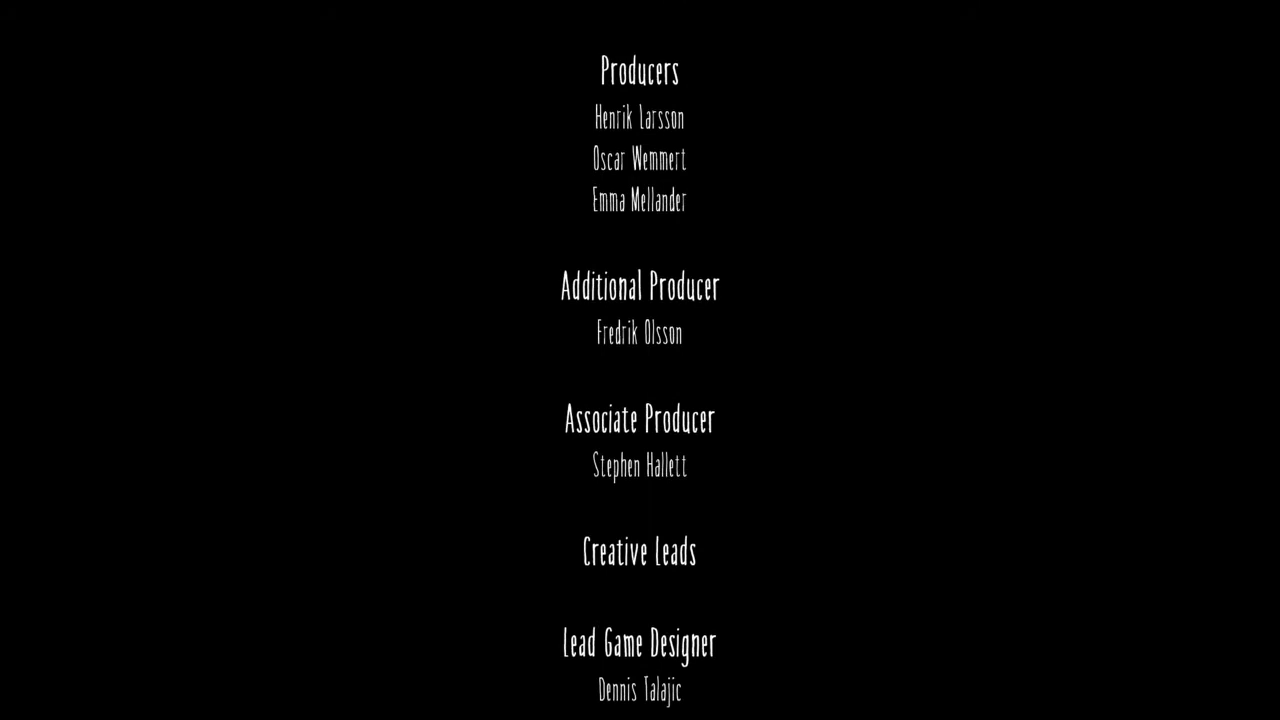 Producers
Henrik Larsson
Oscar Wemmert
Emma Mellander
Additional Producer
Fredrik Olsson
Associate Producer
Stephen Hallett
Creative Leads
Lead Game Designer
Dennis Talajic